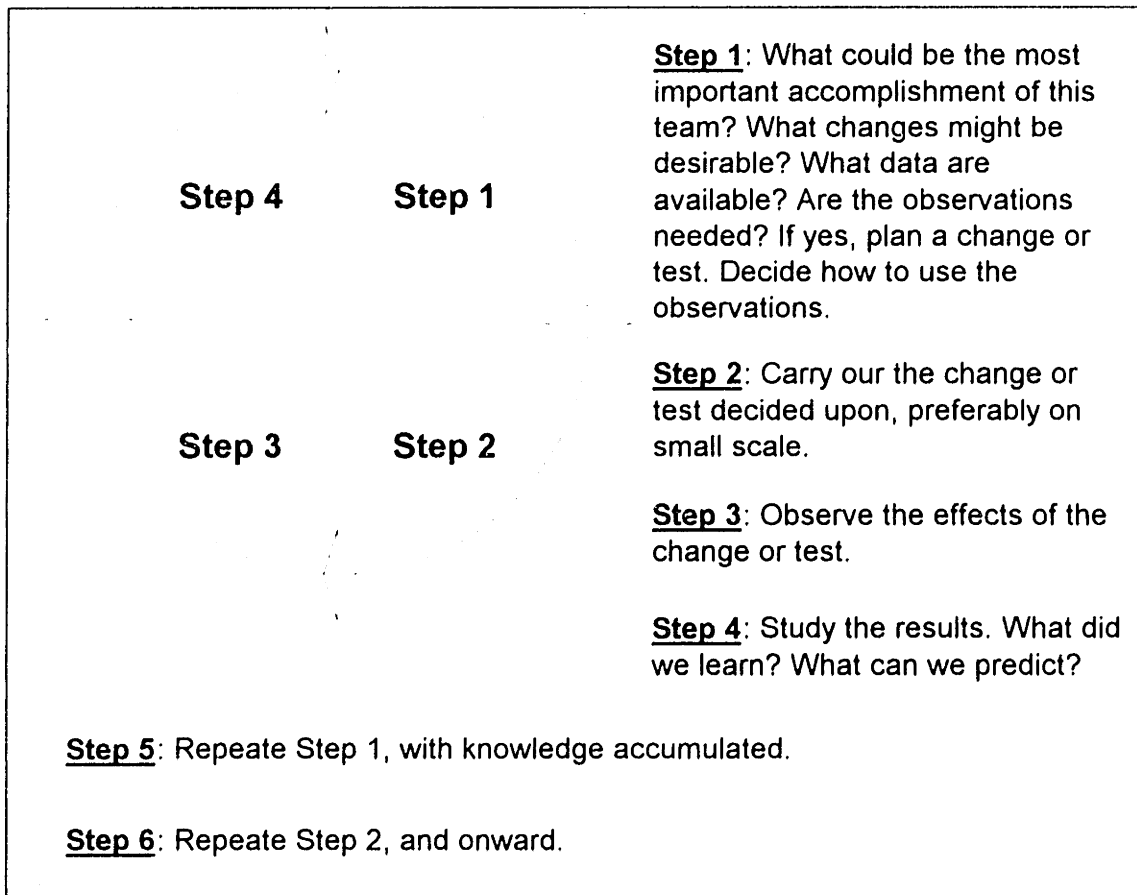 Step 4 Step 1
Step 3 Step 2
Step 1: What could be the most
important accomplishment of this
team? What changes might be
desirable? What data are
available? Are the observations
needed? If yes, plan a change or
test. Decide how to use the
observations.
Step 2: Carry our the change or
test decided upon, preferably on
small scale.
Step 3: Observe the effects of the
change or test.
Step 4: Study the results. What did
we learn? What can we predict?
Step 5: Repeate Step 1, with knowledge accumulated.
Step 6: Repeate Step 2, and onward.